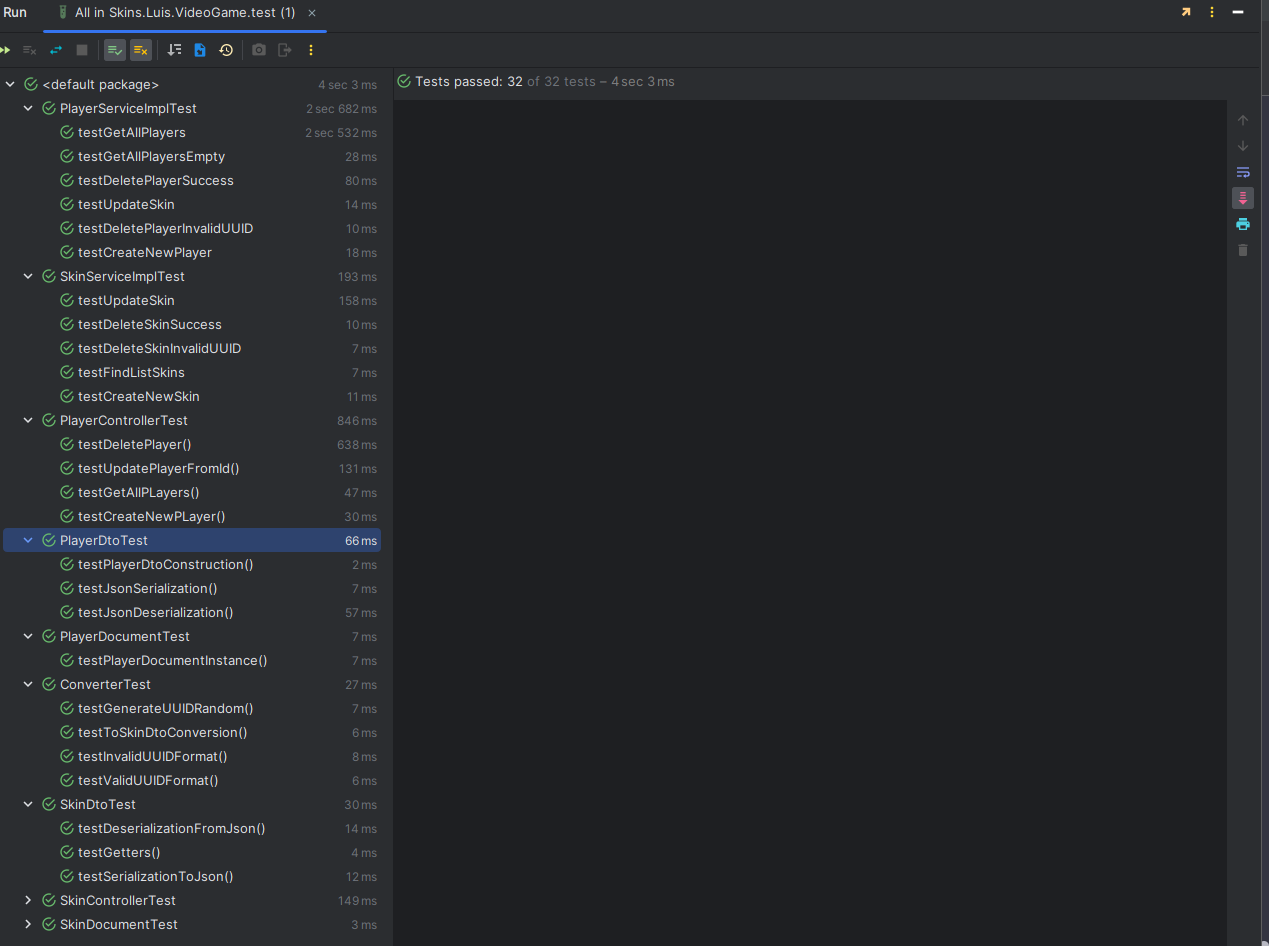 Run All in Skins.Luis.VideoGame.test (1) ×
<default package> 4 sec 3 ms
Tests passed: 32 of 32 tests – 4 sec 3 ms
PlayerServiceImplTest 2 sec 682 ms
testGetAllPlayers 2 sec 532 ms
testGetAllPlayersEmpty 28 ms
testDeletePlayerSuccess 80 ms
testUpdateSkin 14 ms
testDeletePlayerInvalidUUID 10 ms
testCreateNewPlayer 18 ms
SkinServiceImplTest 193 ms
testUpdateSkin 158 ms
testDeleteSkinSuccess 10 ms
testDeleteSkinInvalidUUID 7 ms
testFindListSkins 7 ms
testCreateNewSkin 11 ms
PlayerControllerTest 846 ms
testDeletePlayer() 638 ms
testUpdatePlayerFromId() 131 ms
testGetAllPLayers() 47 ms
testCreateNewPLayer() 30 ms
PlayerDtoTest 66 ms
testPlayerDtoConstruction() 2 ms
testJsonSerialization() 7 ms
testJsonDeserialization() 57 ms
PlayerDocumentTest 7 ms
testPlayerDocumentInstance() 7 ms
ConverterTest 27 ms
testGenerateUUIDRandom() 7 ms
testToSkinDtoConversion() 6 ms
testInvalidUUIDFormat() 8 ms
testValidUUIDFormat() 6 ms
SkinDtoTest 30 ms
testDeserializationFromJson() 14 ms
testGetters() 4 ms
testSerializationToJson() 12 ms
SkinControllerTest 149 ms
SkinDocumentTest 3 ms